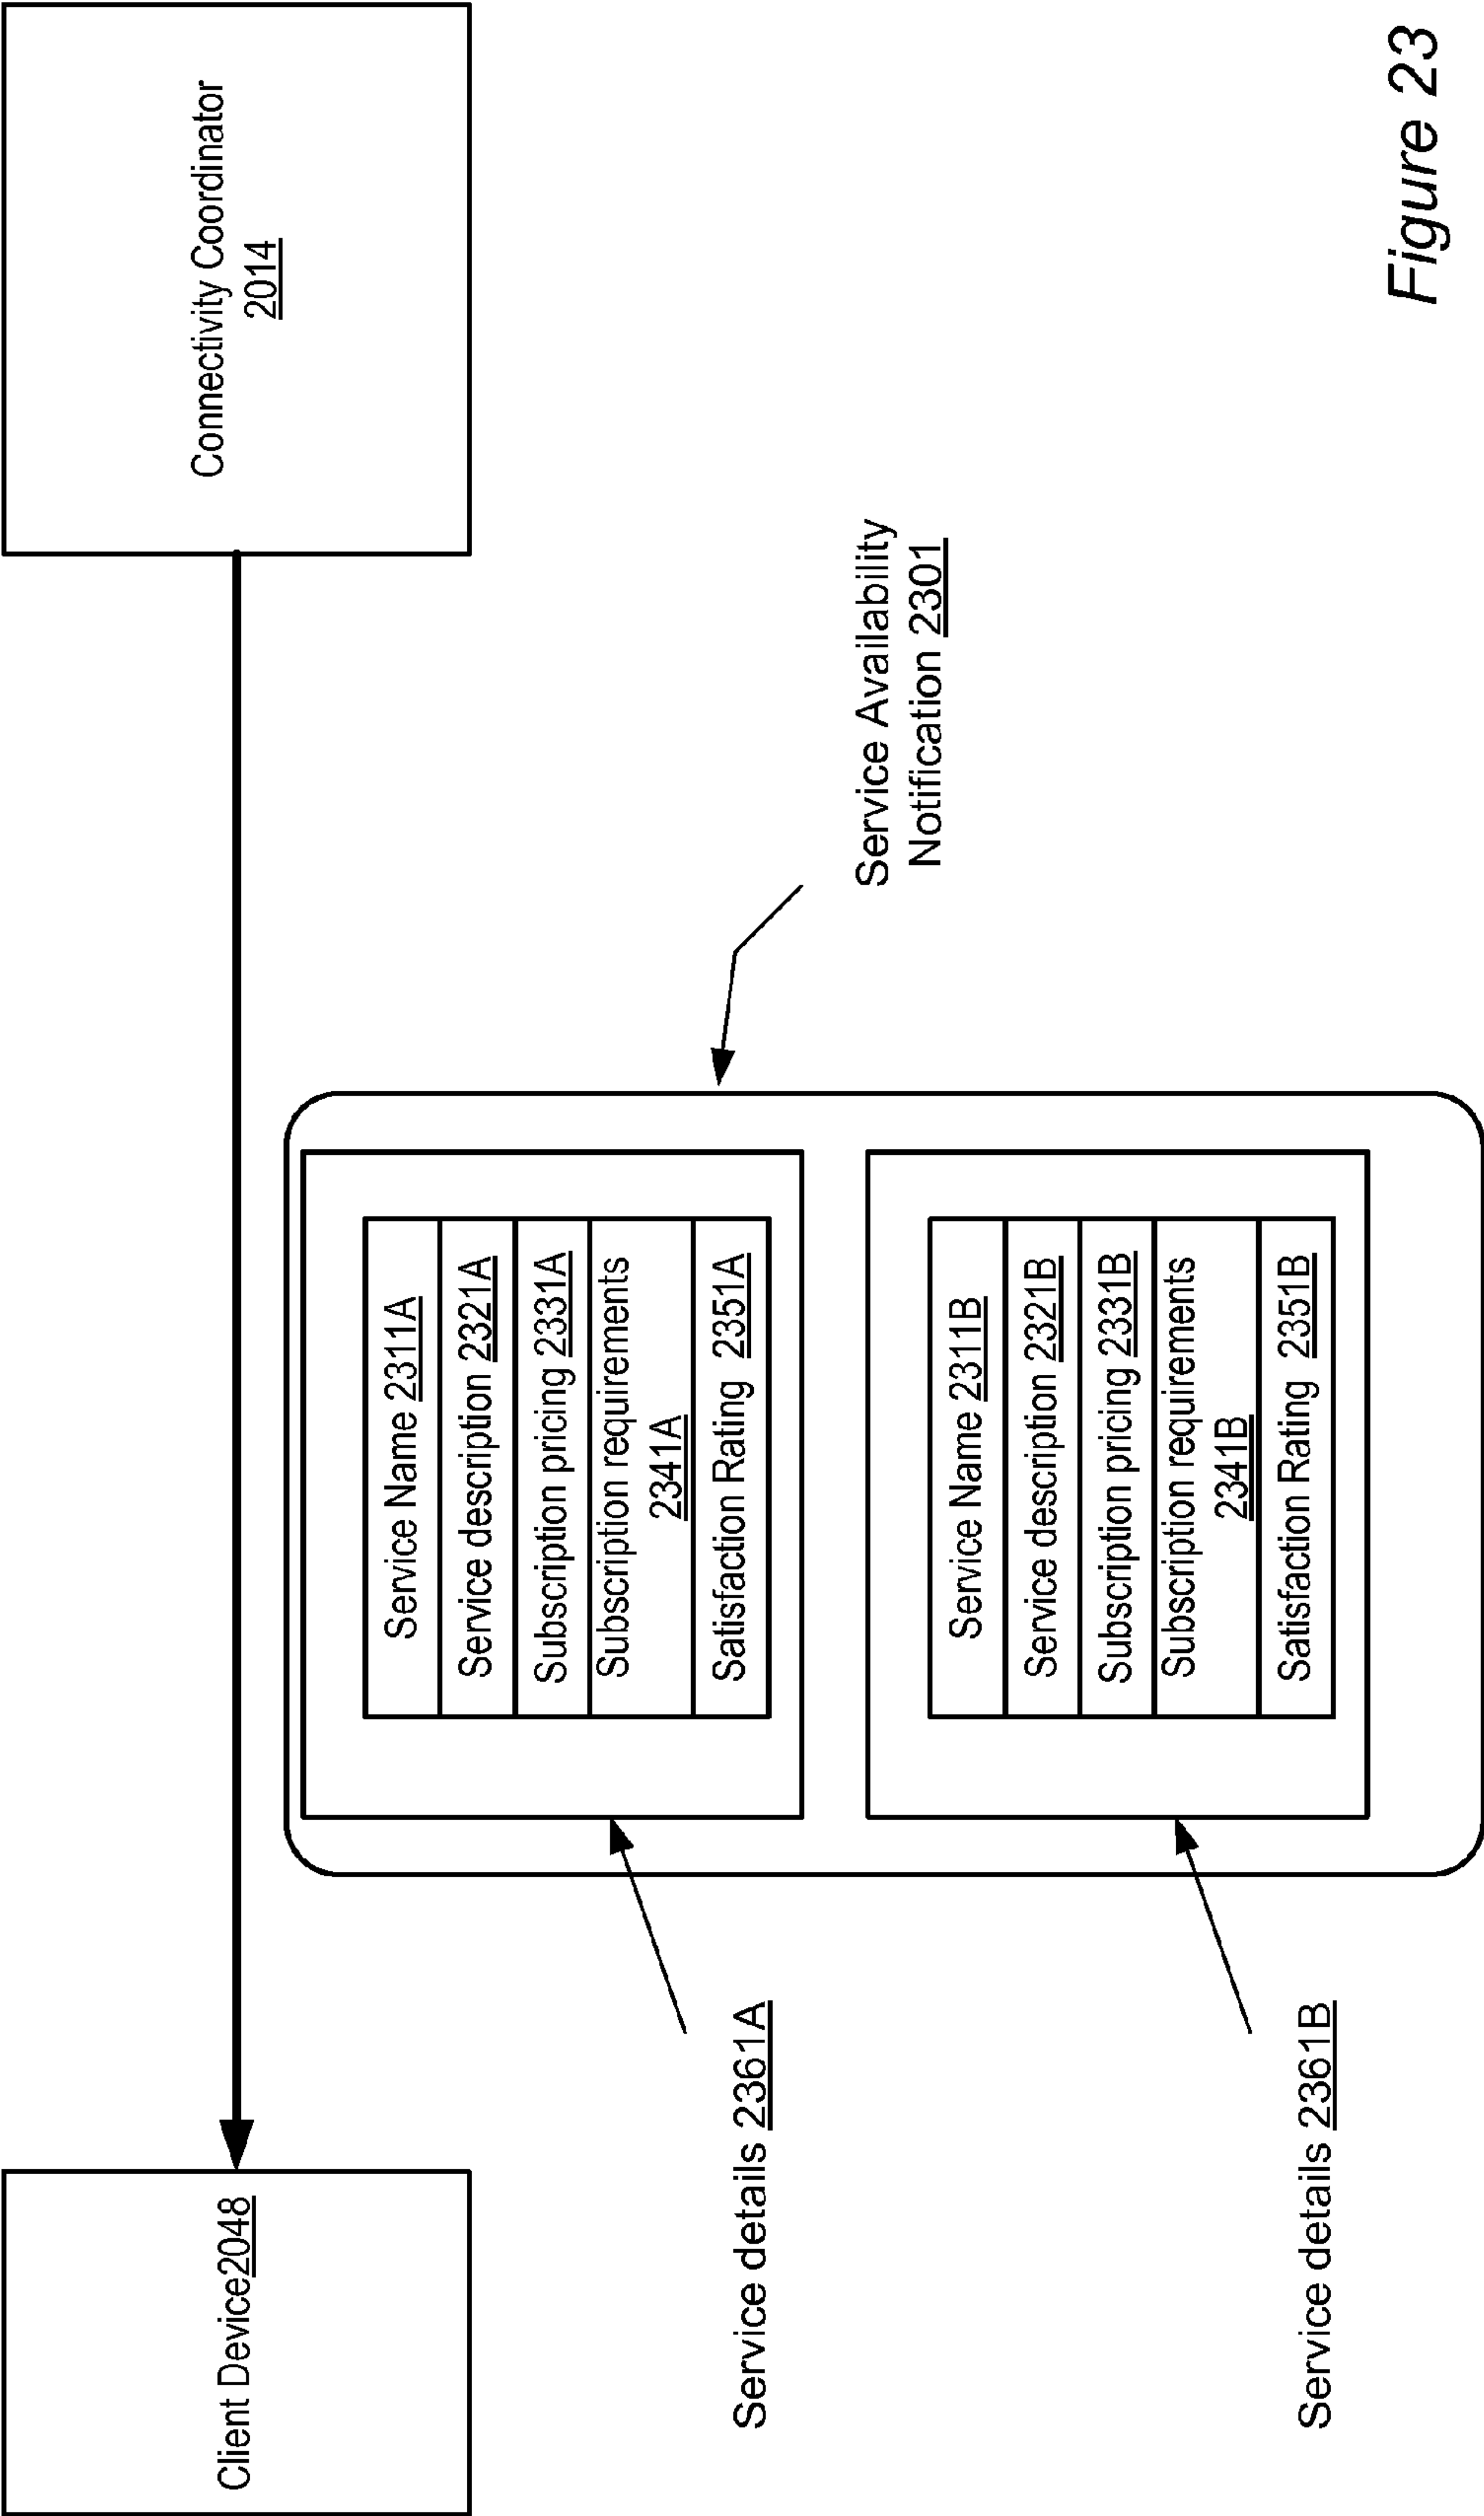 Client Device2048
Connectivity Coordinator
2014
Service Availability
Notification 2301
Service Name 2311A
Service description 2321A
Subscription pricing 2331A
Subscription requirements
2341A
Satisfaction Rating 2351A
Service details 2361A
Service Name 2311B
Service description 2321B
Subscription pricing 2331B
Subscription requirements
2341B
Satisfaction Rating 2351B
Service details 2361B
Figure 23